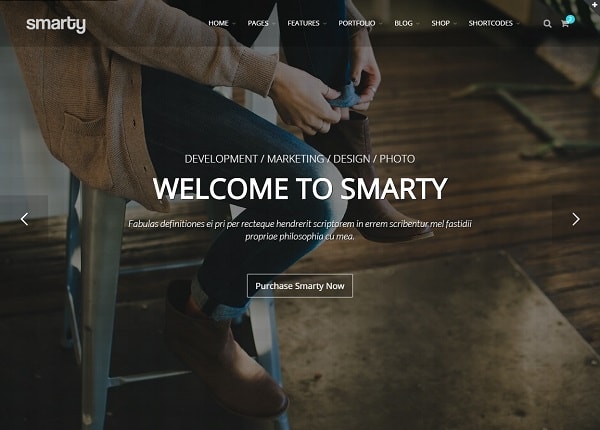 smarty
HOME PAGES FEATURES PORTFOLIO BLOG SHOP SHORTCODES
2
DEVELOPMENT / MARKETING / DESIGN / PHOTO
WELCOME TO SMARTY
Fabulas definitiones ei pri per recteque hendrerit scriptorem in errem scribentur mel fastidii
propriae philosophia cu mea.
Purchase Smarty Now